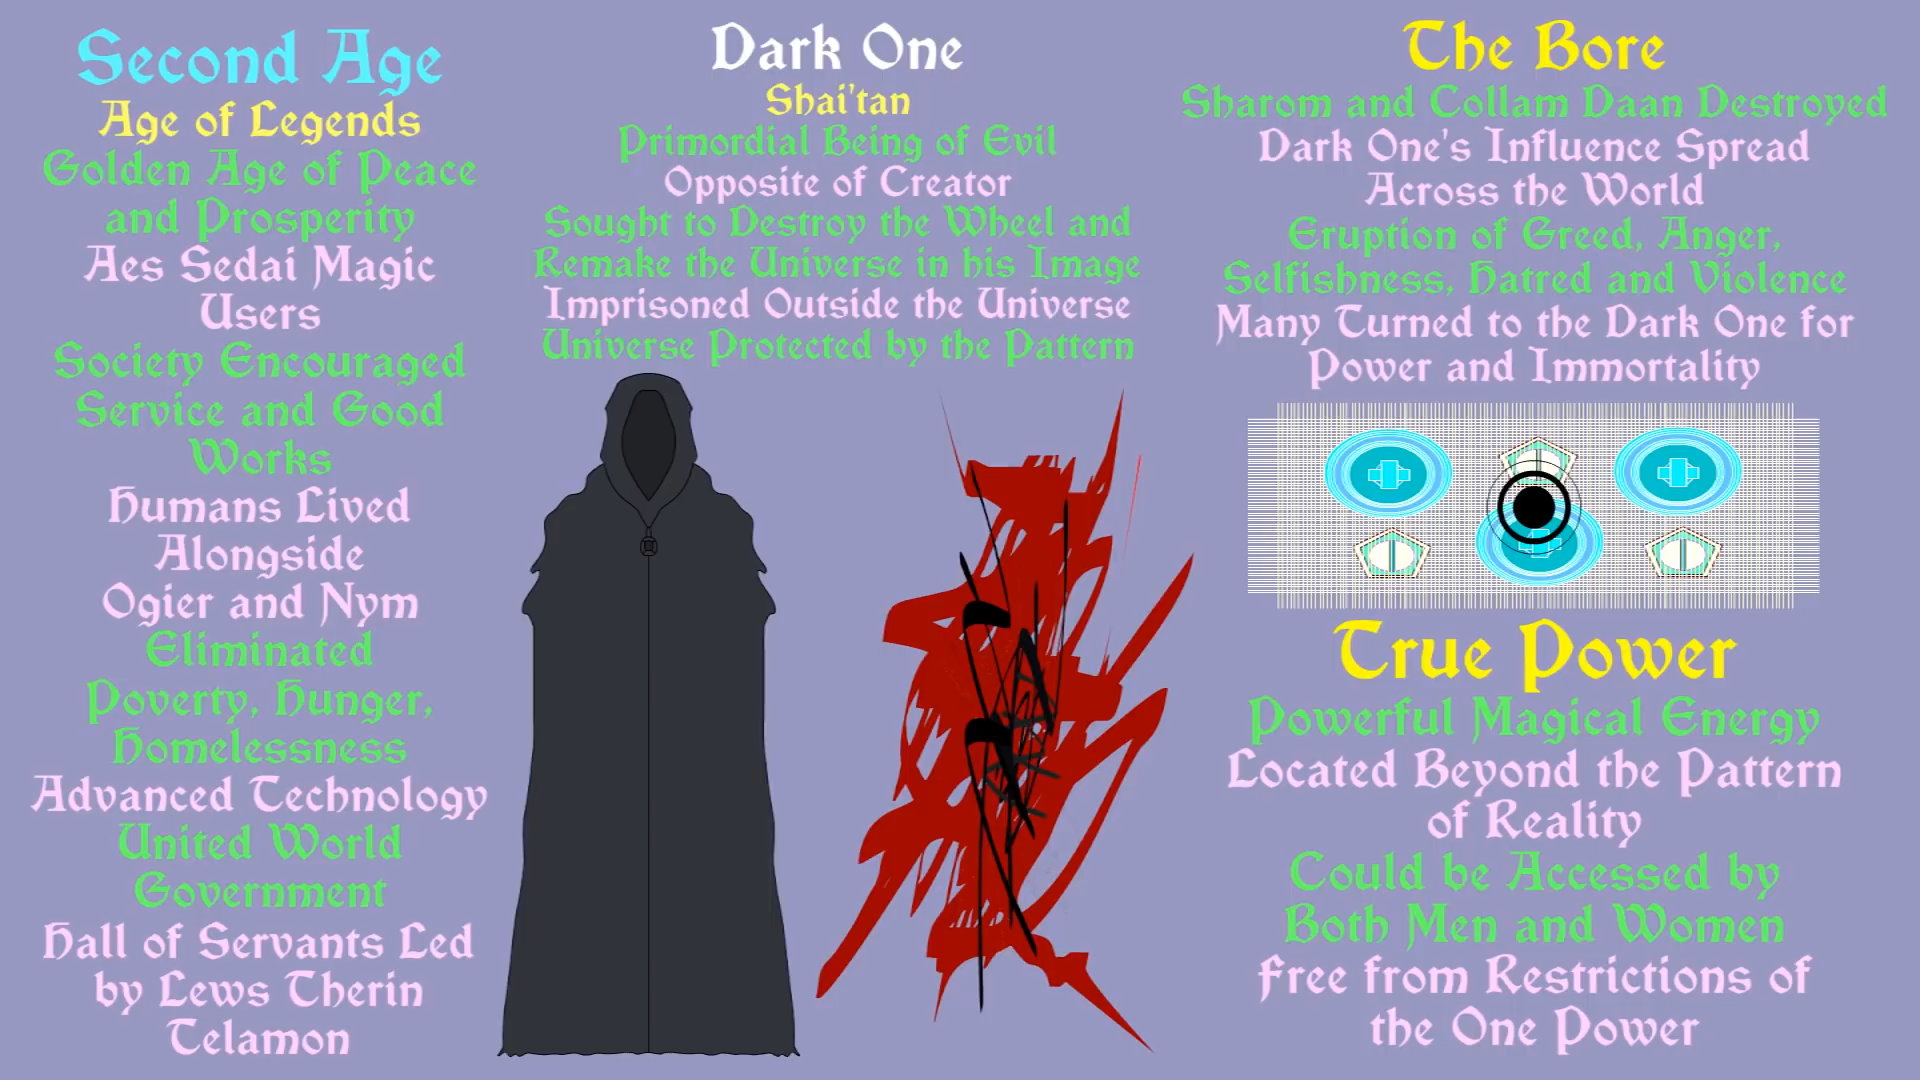 Second Age
Age of Legends
Golden Age of Peace
and Prosperity
Aes Sedai Magic
Users
Society Encouraged
Service and Good
Works
Humans Lived
Alongside
Ogier and Nym
Eliminated
Poverty, Hunger,
Homelessness
Advanced Technology
United World
Government
Hall of Servants Led
by Lews Therin
Telamon
Dark One
Shai'tan
Primordial Being of Evil
Opposite of Creator
Sought to Destroy the Wheel and
Remake the Universe in his Image
Imprisoned Outside the Universe
Universe Protected by the Pattern
The Bore
Sharom and Collam Daan Destroyed
Dark One's Influence Spread
Across the World
Eruption of Greed, Anger,
Selfishness, Hatred and Violence
Many Turned to the Dark One for
Power and Immortality
True Power
Powerful Magical Energy
Located Beyond the Pattern
of Reality
Could be Accessed by
Both Men and Women
Free from Restrictions of
the One Power